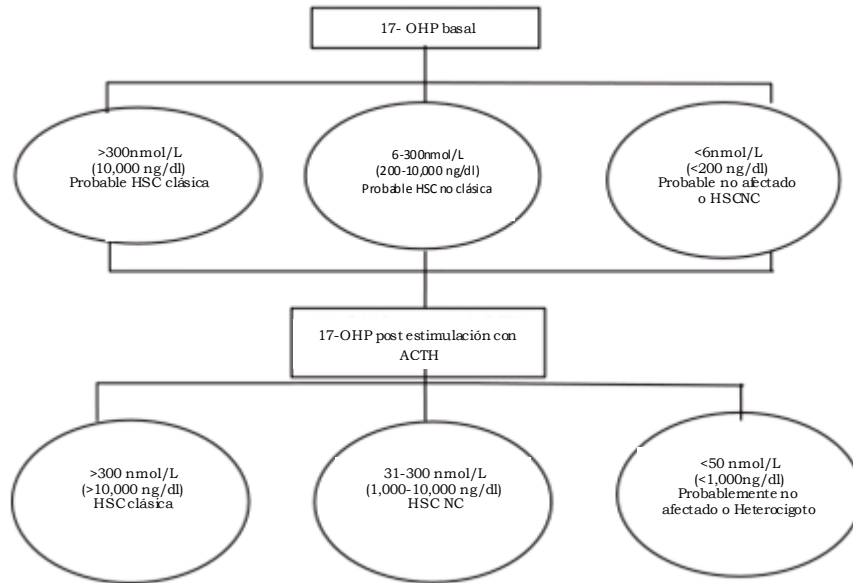 17- OHP basal
>300nmol/L
(10,000 ng/dl)
Probable HSC clásica
6-300nmol/L
(200-10,000 ng/dl)
Probable HSC no clásica
<6nmol/L
(<200 ng/dl)
Probable no afectado
o HSCNC
17-OHP post estimulación con
ACTH
>300 nmol/L
(>10,000 ng/dl)
HSC clásica
31-300 nmol/L
(1,000-10,000 ng/dl)
HSC NC
<50 nmol/L
(<1,000ng/dl)
Probablemente no
afectado o Heterocigoto